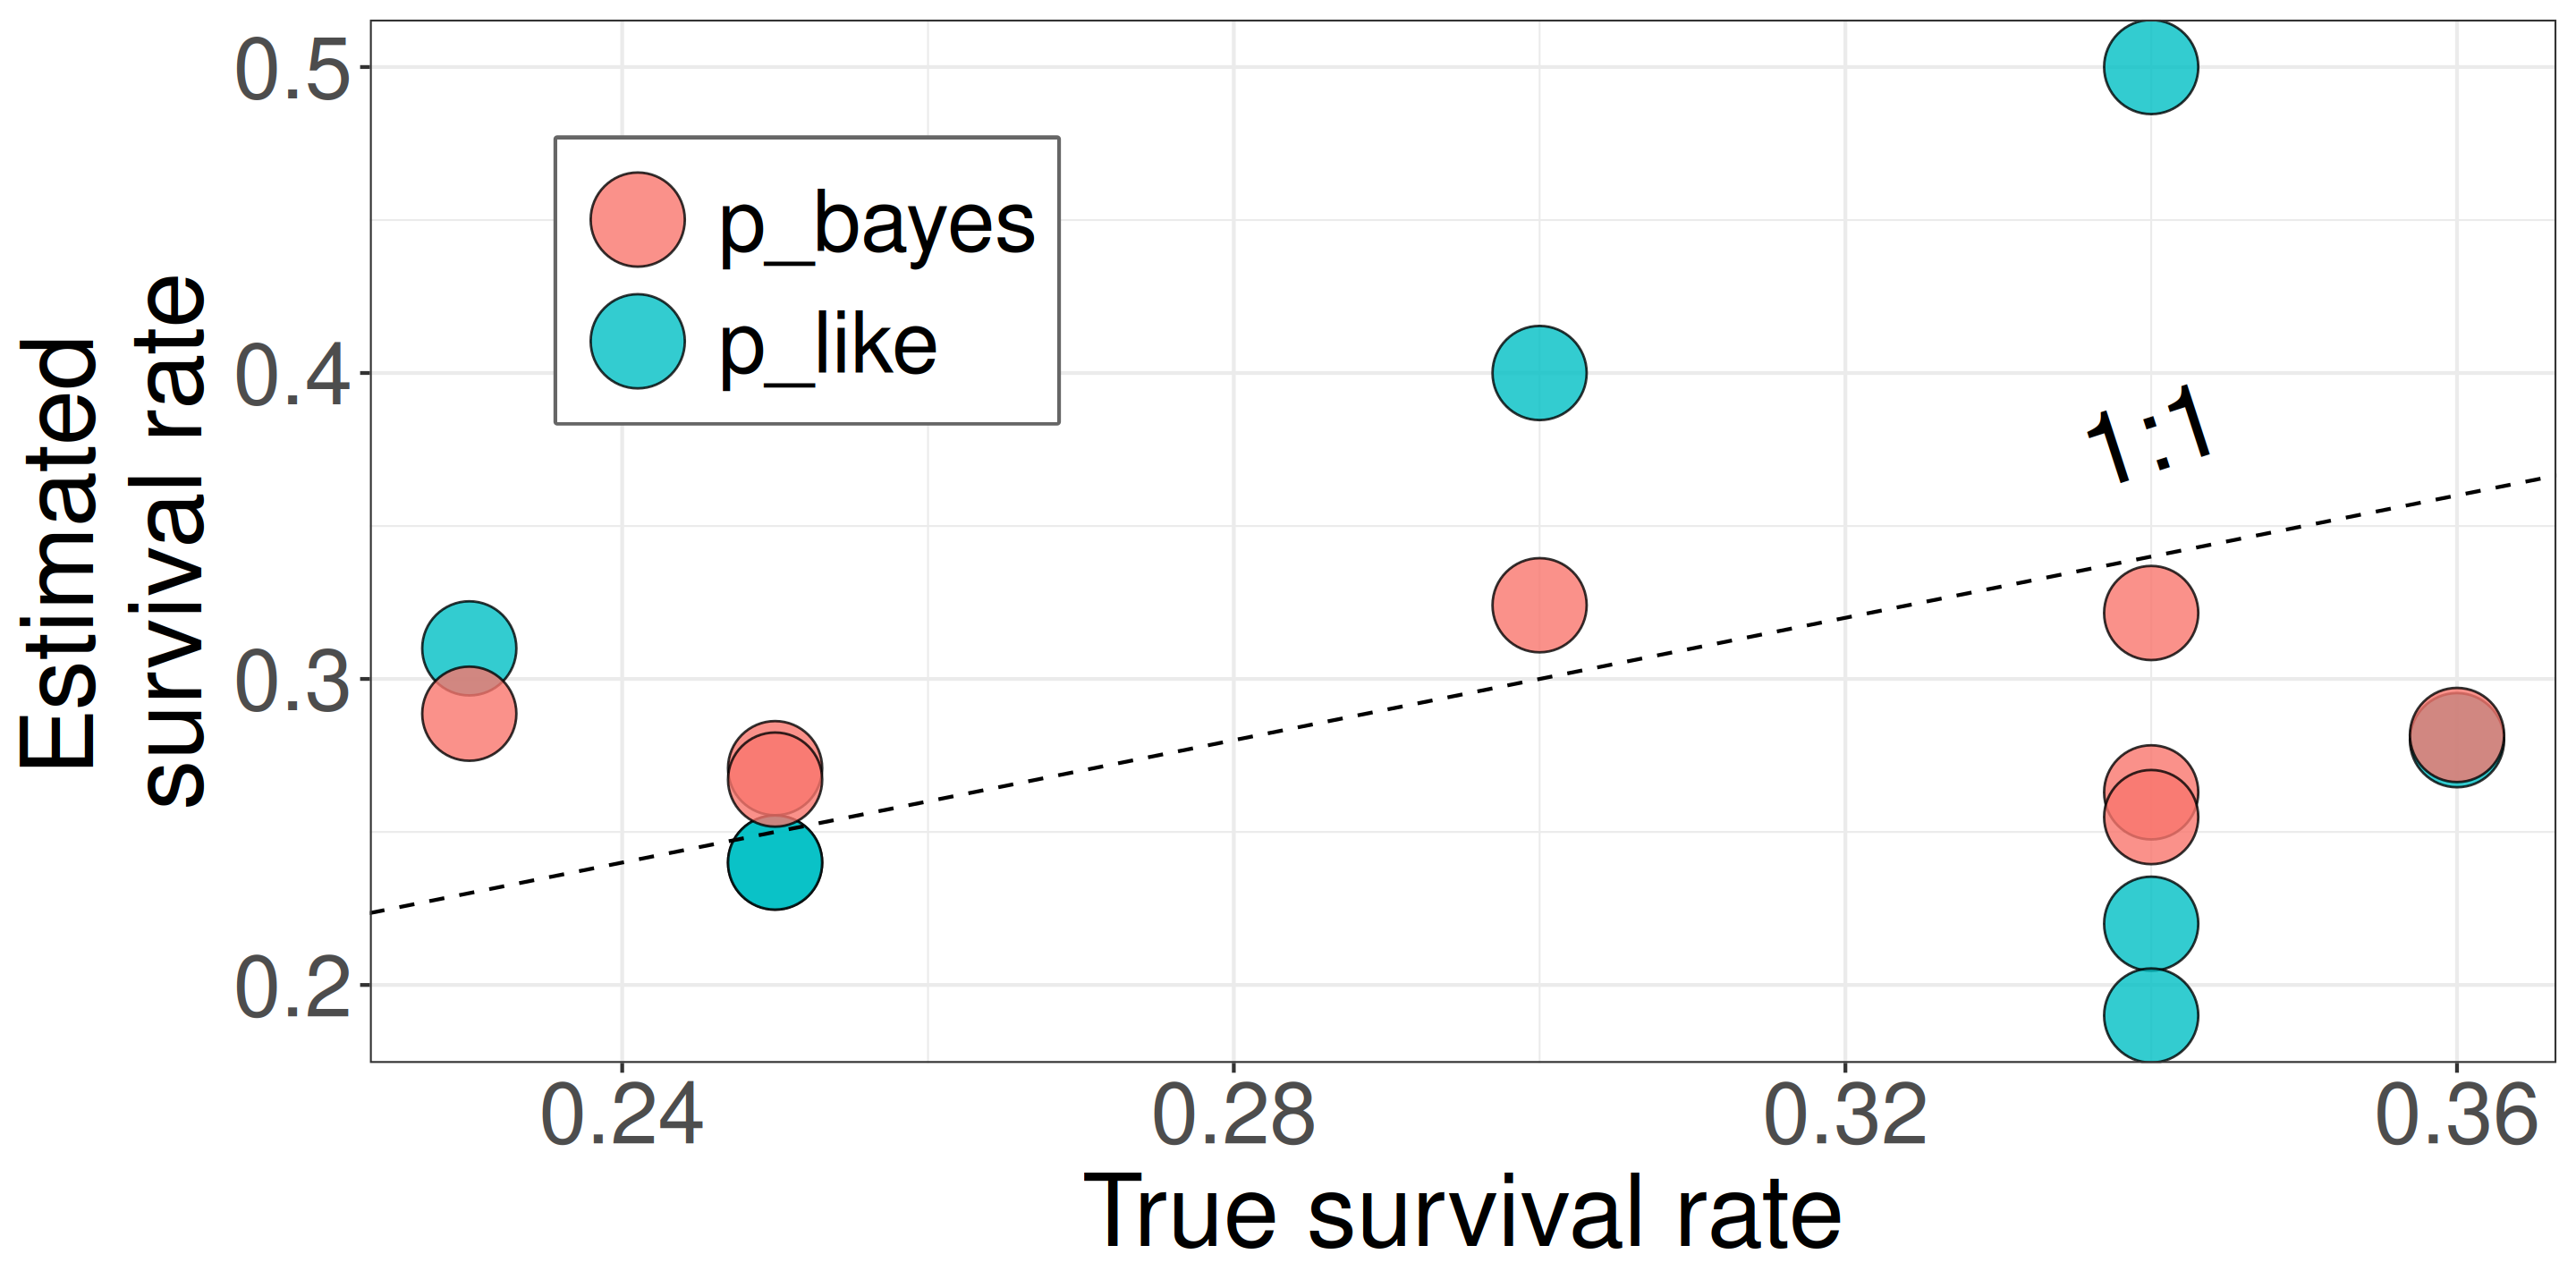 Estimated
survival rate
0.5
0.4
0.3
0.2
p_bayes
p_like
1:1
0.24
0.28
0.32
0.36
True survival rate